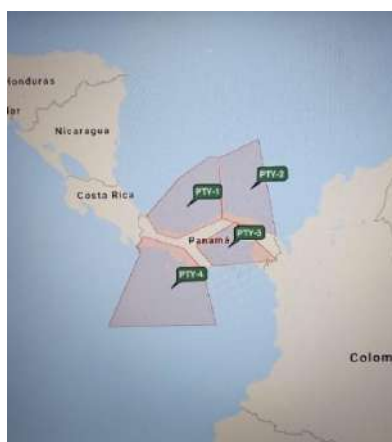 Honduras
Nicaragua
Costa Rica
PTY-1
PTY-2
Panamá
PTY-3
PTY-4
Colom